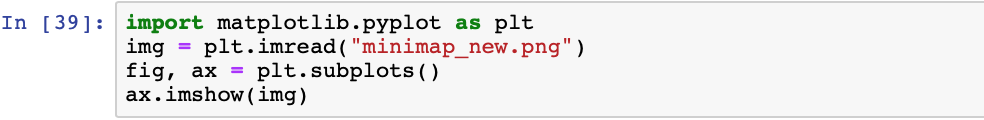 In [39]: import matplotlib.pyplot as plt
img = plt.imread("minimap_new.png")
fig, ax = plt.subplots()
ax.imshow(img)